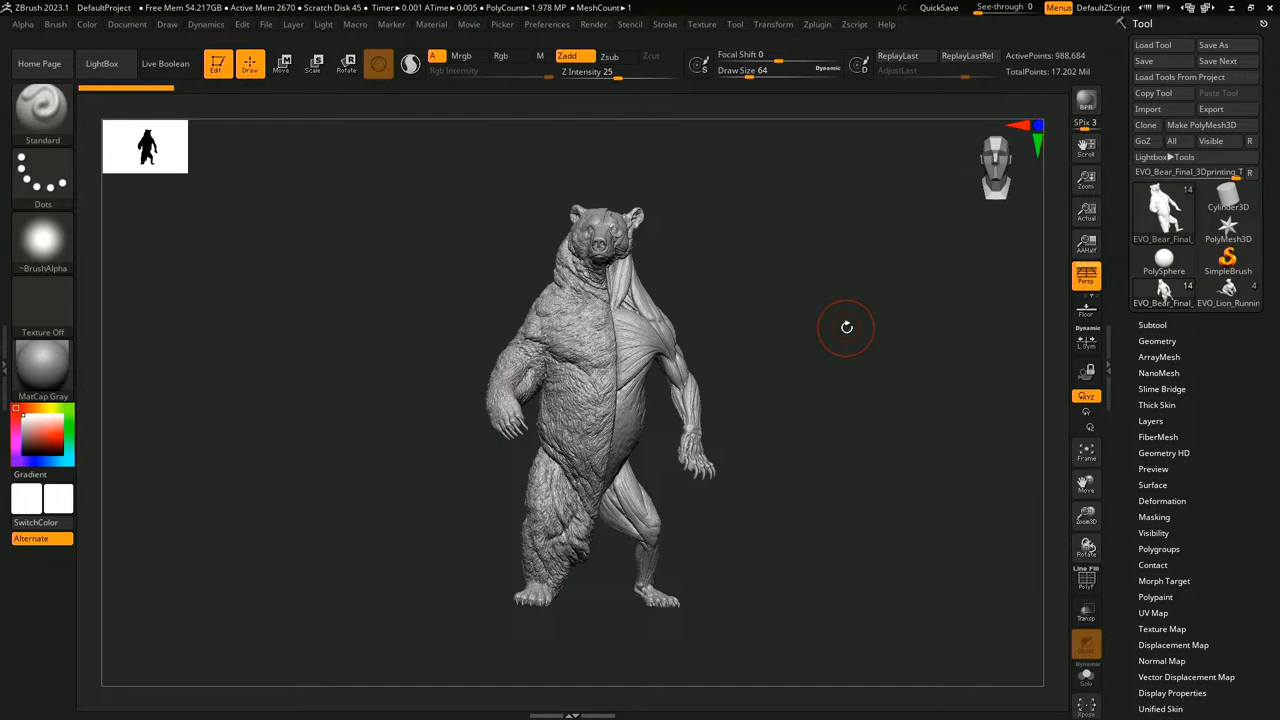 ZBrush 2023.1 DefaultProject • Free Mem 54.217GB • Active Mem 2670 • Scratch Disk 45 • Timer▶0.001 ATime▶0.005 • PolyCount▶1.978 MP • MeshCount▶1 AC QuickSave See-through 0 Menus DefaultZScript
Alpha Brush Color Document Draw Dynamics Edit File Layer Light Macro Marker Material Movie Picker Preferences Render Stencil Stroke Texture Tool Transform Zplugin Zscript Help
Tool
Home Page
LightBox
Live Boolean
Edit
Draw
Move
Scale
Rotate
A Mrgb Rgb M
Rgb Intensity
Zadd Zsub Zcut
Z Intensity 25
S
Focal Shift 0
Draw Size 64 Dynamic
D
ReplayLast ReplayLastRel
AdjustLast
ActivePoints: 988,684
TotalPoints: 17.202 Mil
Standard
Dots
~BrushAlpha
Texture Off
MatCap Gray
Gradient
SwitchColor
Alternate
BPR
SPix 3
Scroll
Zoom
Actual
AAHalf
Persp
Floor
Dynamic
L.Sym
XYZ
Frame
Move
Zoom3D
Rotate
Line Fill
PolyF
Transp
Dynamic
Solo
Xpose
Load Tool Save As
Save Save Next
Load Tools From Project
Copy Tool Paste Tool
Import Export
Clone Make PolyMesh3D
GoZ All Visible R
Lightbox▶Tools
EVO_Bear_Final_3Dprinting_T R
14
EVO_Bear_Final_
Cylinder3D
PolyMesh3D
PolySphere
SimpleBrush
14
EVO_Bear_Final_
4
EVO_Lion_Runnin
Subtool
Geometry
ArrayMesh
NanoMesh
Slime Bridge
Thick Skin
Layers
FiberMesh
Geometry HD
Preview
Surface
Deformation
Masking
Visibility
Polygroups
Contact
Morph Target
Polypaint
UV Map
Texture Map
Displacement Map
Normal Map
Vector Displacement Map
Display Properties
Unified Skin